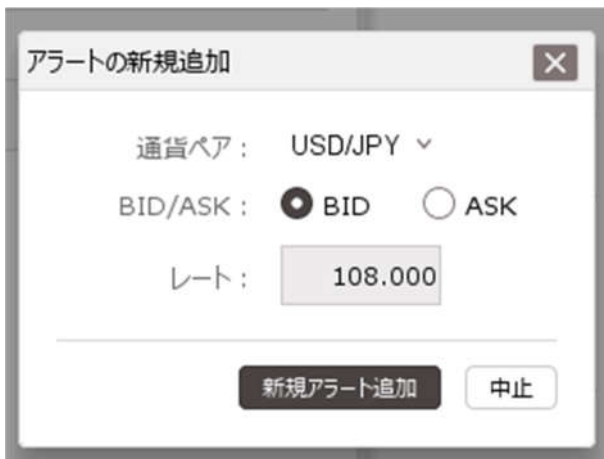 アラートの新規追加
通貨ペア : USD/JPY
BID/ASK : BID ASK
レート : 108.000
新規アラート追加 中止